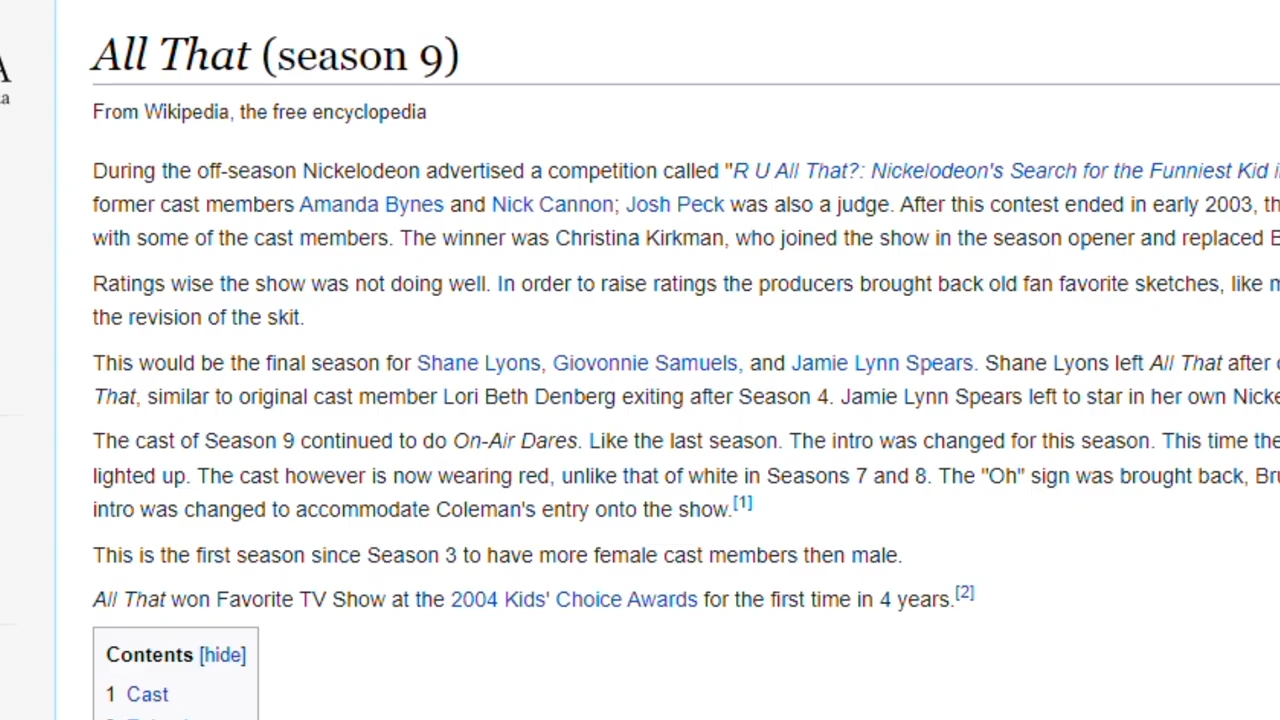 A
a
All That (season 9)
From Wikipedia, the free encyclopedia
During the off-season Nickelodeon advertised a competition called "R U All That?: Nickelodeon's Search for the Funniest Kid i
former cast members Amanda Bynes and Nick Cannon; Josh Peck was also a judge. After this contest ended in early 2003, th
with some of the cast members. The winner was Christina Kirkman, who joined the show in the season opener and replaced B
Ratings wise the show was not doing well. In order to raise ratings the producers brought back old fan favorite sketches, like m
the revision of the skit.
This would be the final season for Shane Lyons, Giovonnie Samuels, and Jamie Lynn Spears. Shane Lyons left All That after
That, similar to original cast member Lori Beth Denberg exiting after Season 4. Jamie Lynn Spears left to star in her own Nicke
The cast of Season 9 continued to do On-Air Dares. Like the last season. The intro was changed for this season. This time the
lighted up. The cast however is now wearing red, unlike that of white in Seasons 7 and 8. The "Oh" sign was brought back, Bru
intro was changed to accommodate Coleman's entry onto the show.[1]
This is the first season since Season 3 to have more female cast members then male.
All That won Favorite TV Show at the 2004 Kids' Choice Awards for the first time in 4 years.[2]
Contents [hide]
1 Cast